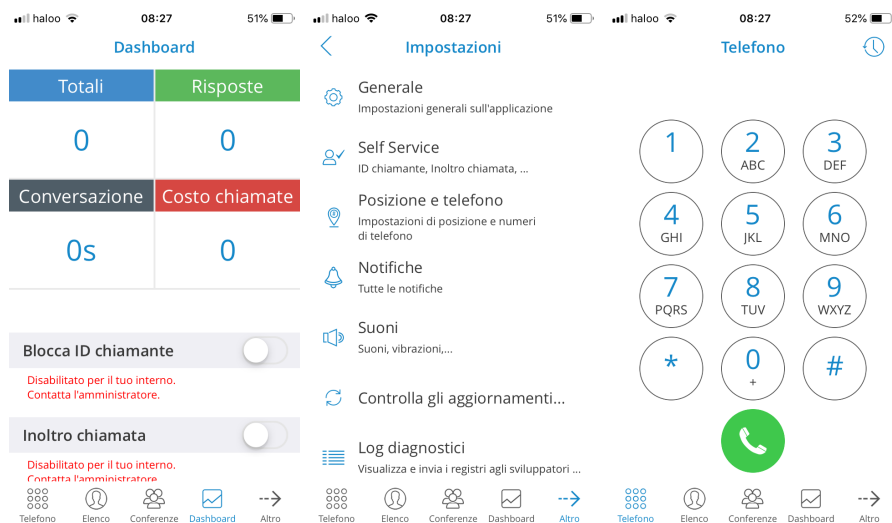 haloo 08:27 51%
Dashboard
Totali Risposte
0 0
Conversazione Costo chiamate
0s 0
Blocca ID chiamante
Disabilitato per il tuo interno.
Contatta l'amministratore.
Inoltro chiamata
Disabilitato per il tuo interno.
Contatta l'amministratore.
Telefono Elenco Conferenze Dashboard Altro
haloo 08:27 51%
Impostazioni
Generale
Impostazioni generali sull'applicazione
Self Service
ID chiamante, Inoltro chiamata, ...
Posizione e telefono
Impostazioni di posizione e numeri
di telefono
Notifiche
Tutte le notifiche
Suoni
Suoni, vibrazioni,...
Controlla gli aggiornamenti...
Log diagnostici
Visualizza e invia i registri agli sviluppatori ...
Telefono Elenco Conferenze Dashboard Altro
haloo 08:27 52%
Telefono
1 2 3
ABC DEF
4 5 6
GHI JKL MNO
7 8 9
PQRS TUV WXYZ
* 0 #
+
Telefono Elenco Conferenze Dashboard Altro